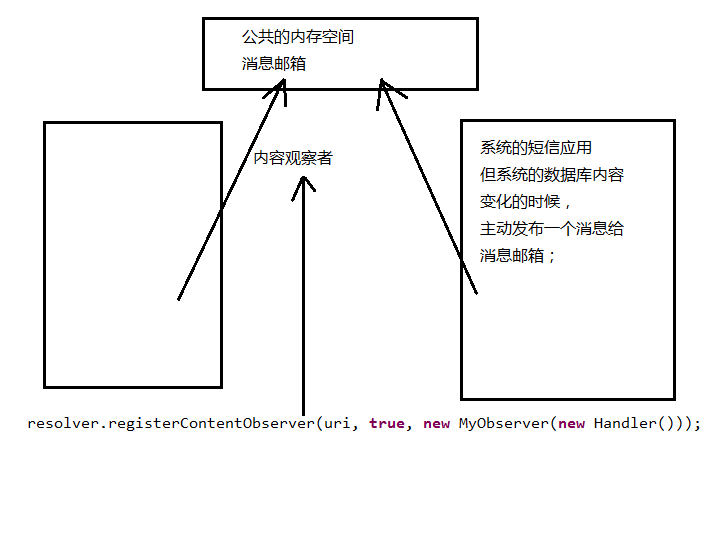 公共的内存空间
消息邮箱
内容观察者
系统的短信应用
但系统的数据库内容
变化的时候，
主动发布一个消息给
消息邮箱；
resolver.registerContentObserver(uri, true, new MyObserver(new Handler()));